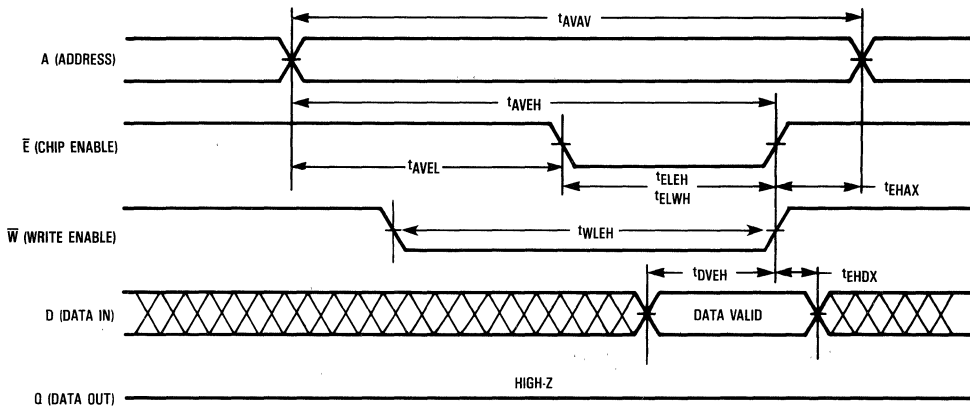 tAVAV
A (ADDRESS)
tAVEH
E̅ (CHIP ENABLE)
tAVEL
tELEH
tELWH
tEHAX
W̅ (WRITE ENABLE)
tWLEH
tDVEH
tEHDX
D (DATA IN)
DATA VALID
HIGH-Z
Q (DATA OUT)